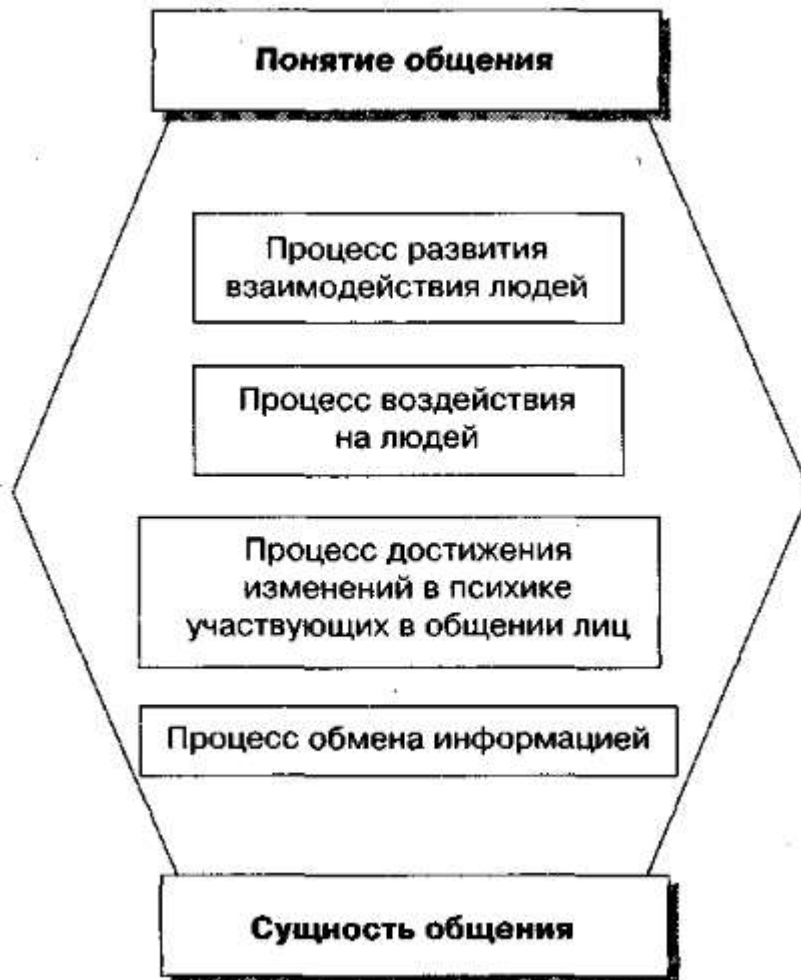 Понятие общения
Процесс развития
взаимодействия людей
Процесс воздействия
на людей
Процесс достижения
изменений в психике
участвующих в общении лиц
Процесс обмена информацией
Сущность общения